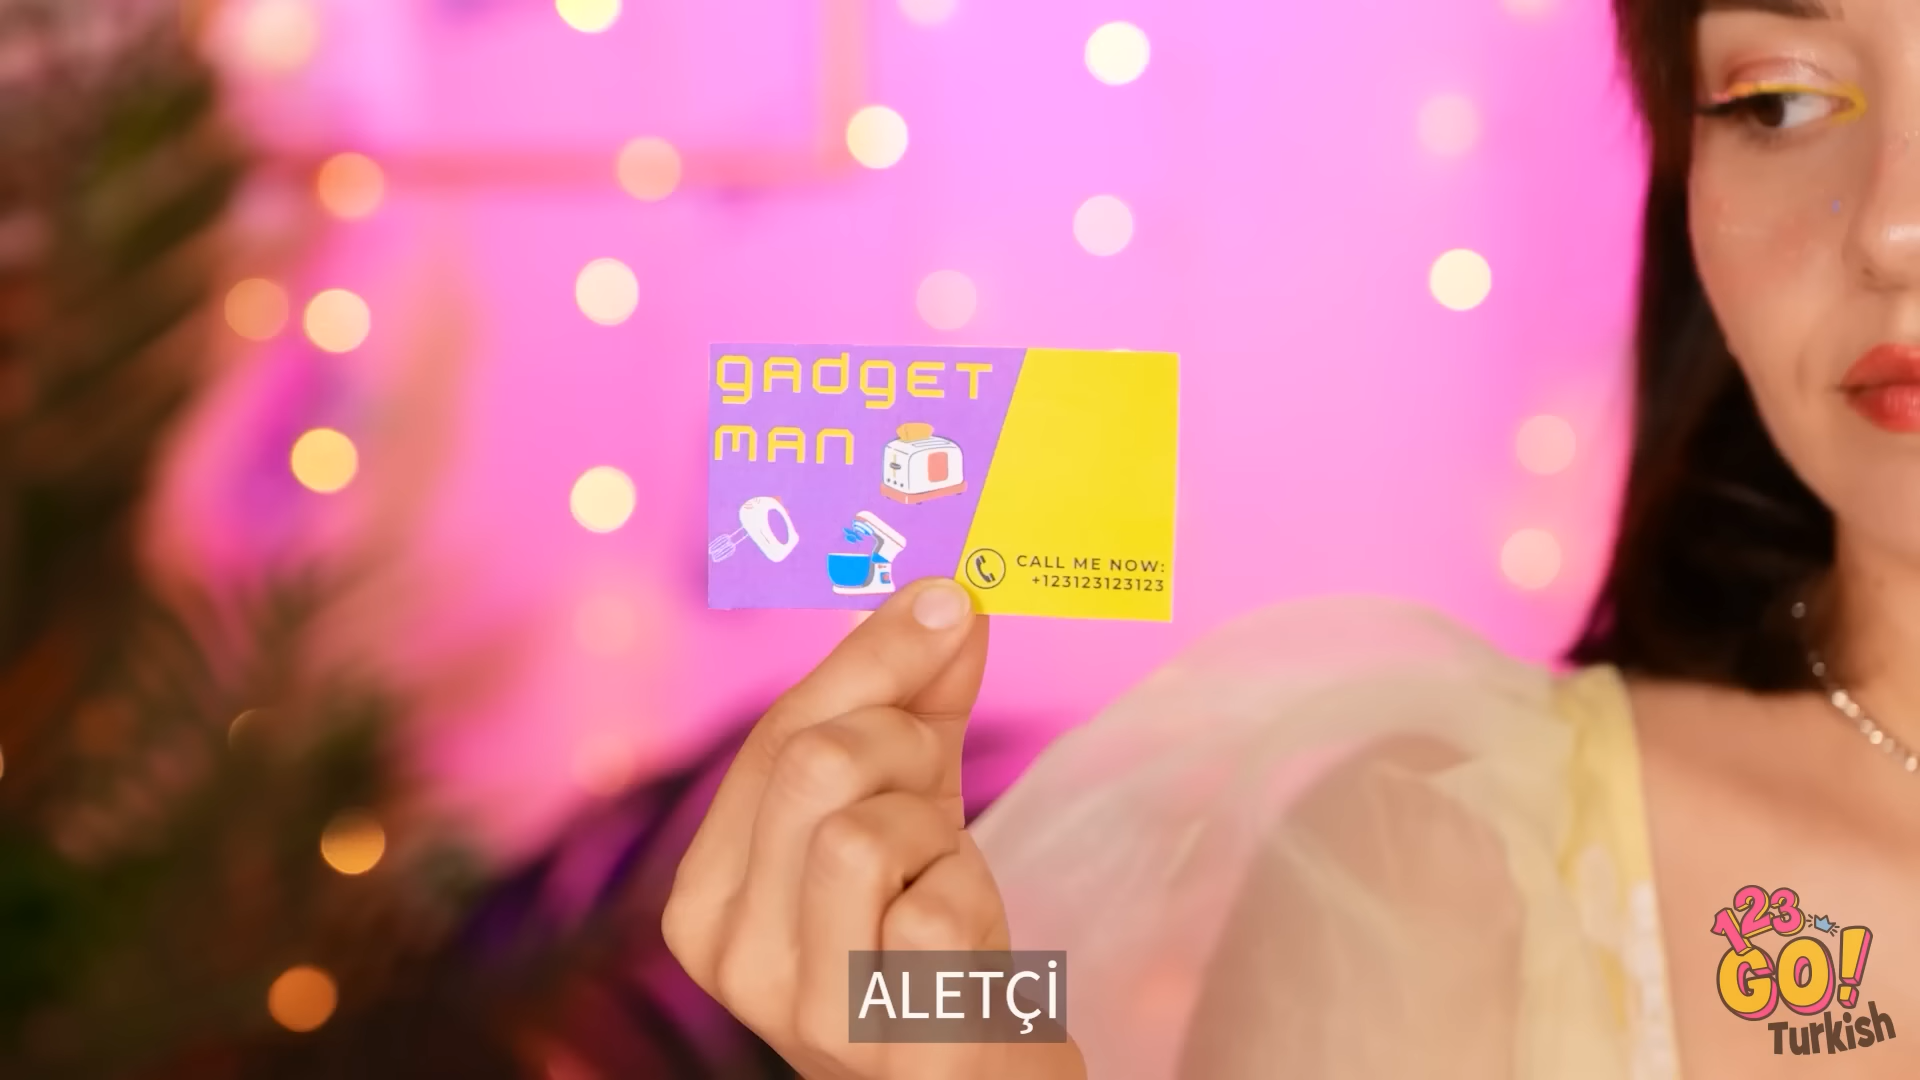 gadget
man
CALL ME NOW:
+123123123123
ALETÇİ
123
GO!
Turkish